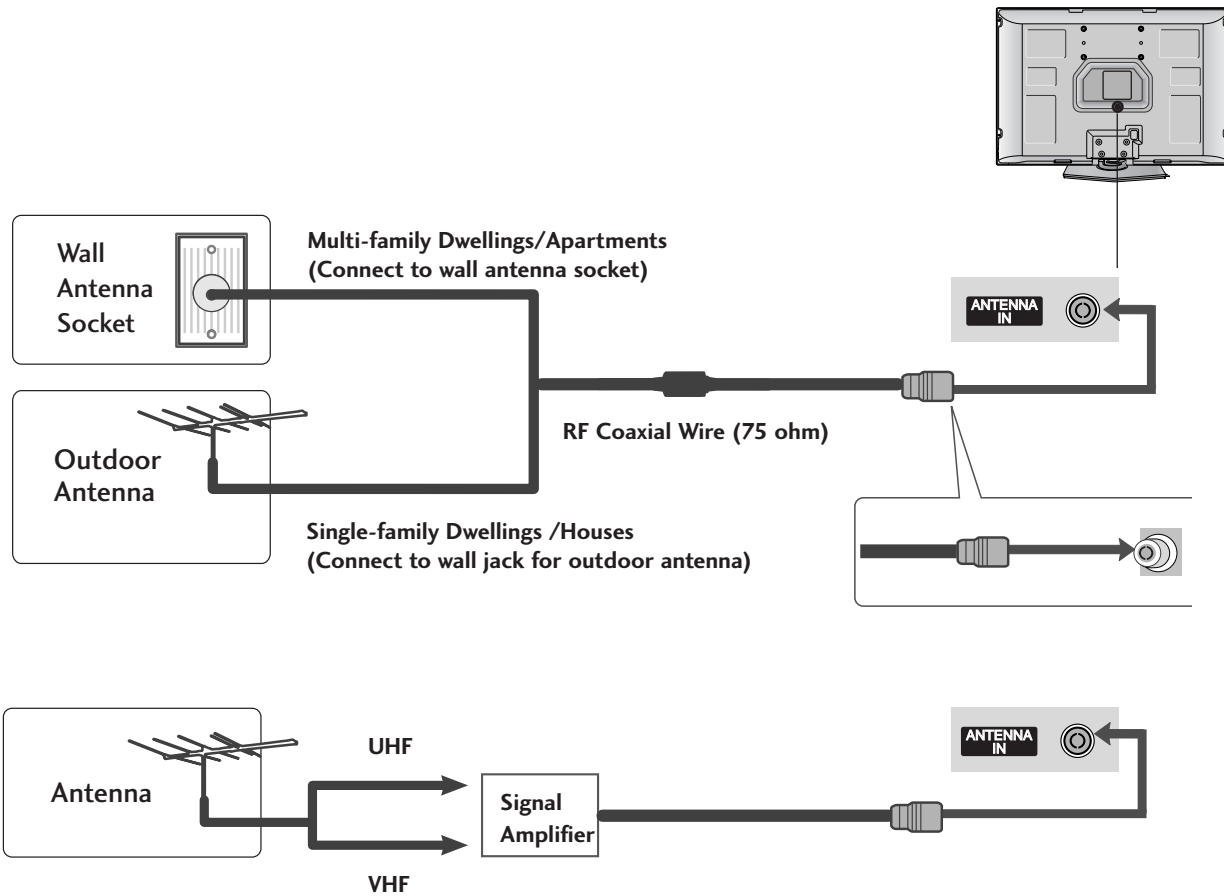 Wall
Antenna
Socket
Multi-family Dwellings/Apartments
(Connect to wall antenna socket)
ANTENNA
IN
RF Coaxial Wire (75 ohm)
Outdoor
Antenna
Single-family Dwellings /Houses
(Connect to wall jack for outdoor antenna)
Antenna
UHF
VHF
Signal
Amplifier
ANTENNA
IN